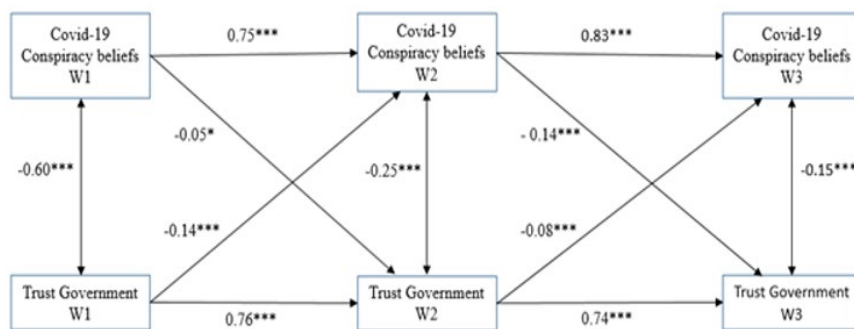 Covid-19
Conspiracy beliefs
W1
0.75***
Covid-19
Conspiracy beliefs
W2
0.83***
Covid-19
Conspiracy beliefs
W3
-0.05*
- 0.14***
-0.60***
-0.25***
-0.15***
-0.14***
-0.08***
Trust Government
W1
0.76***
Trust Government
W2
0.74***
Trust Government
W3